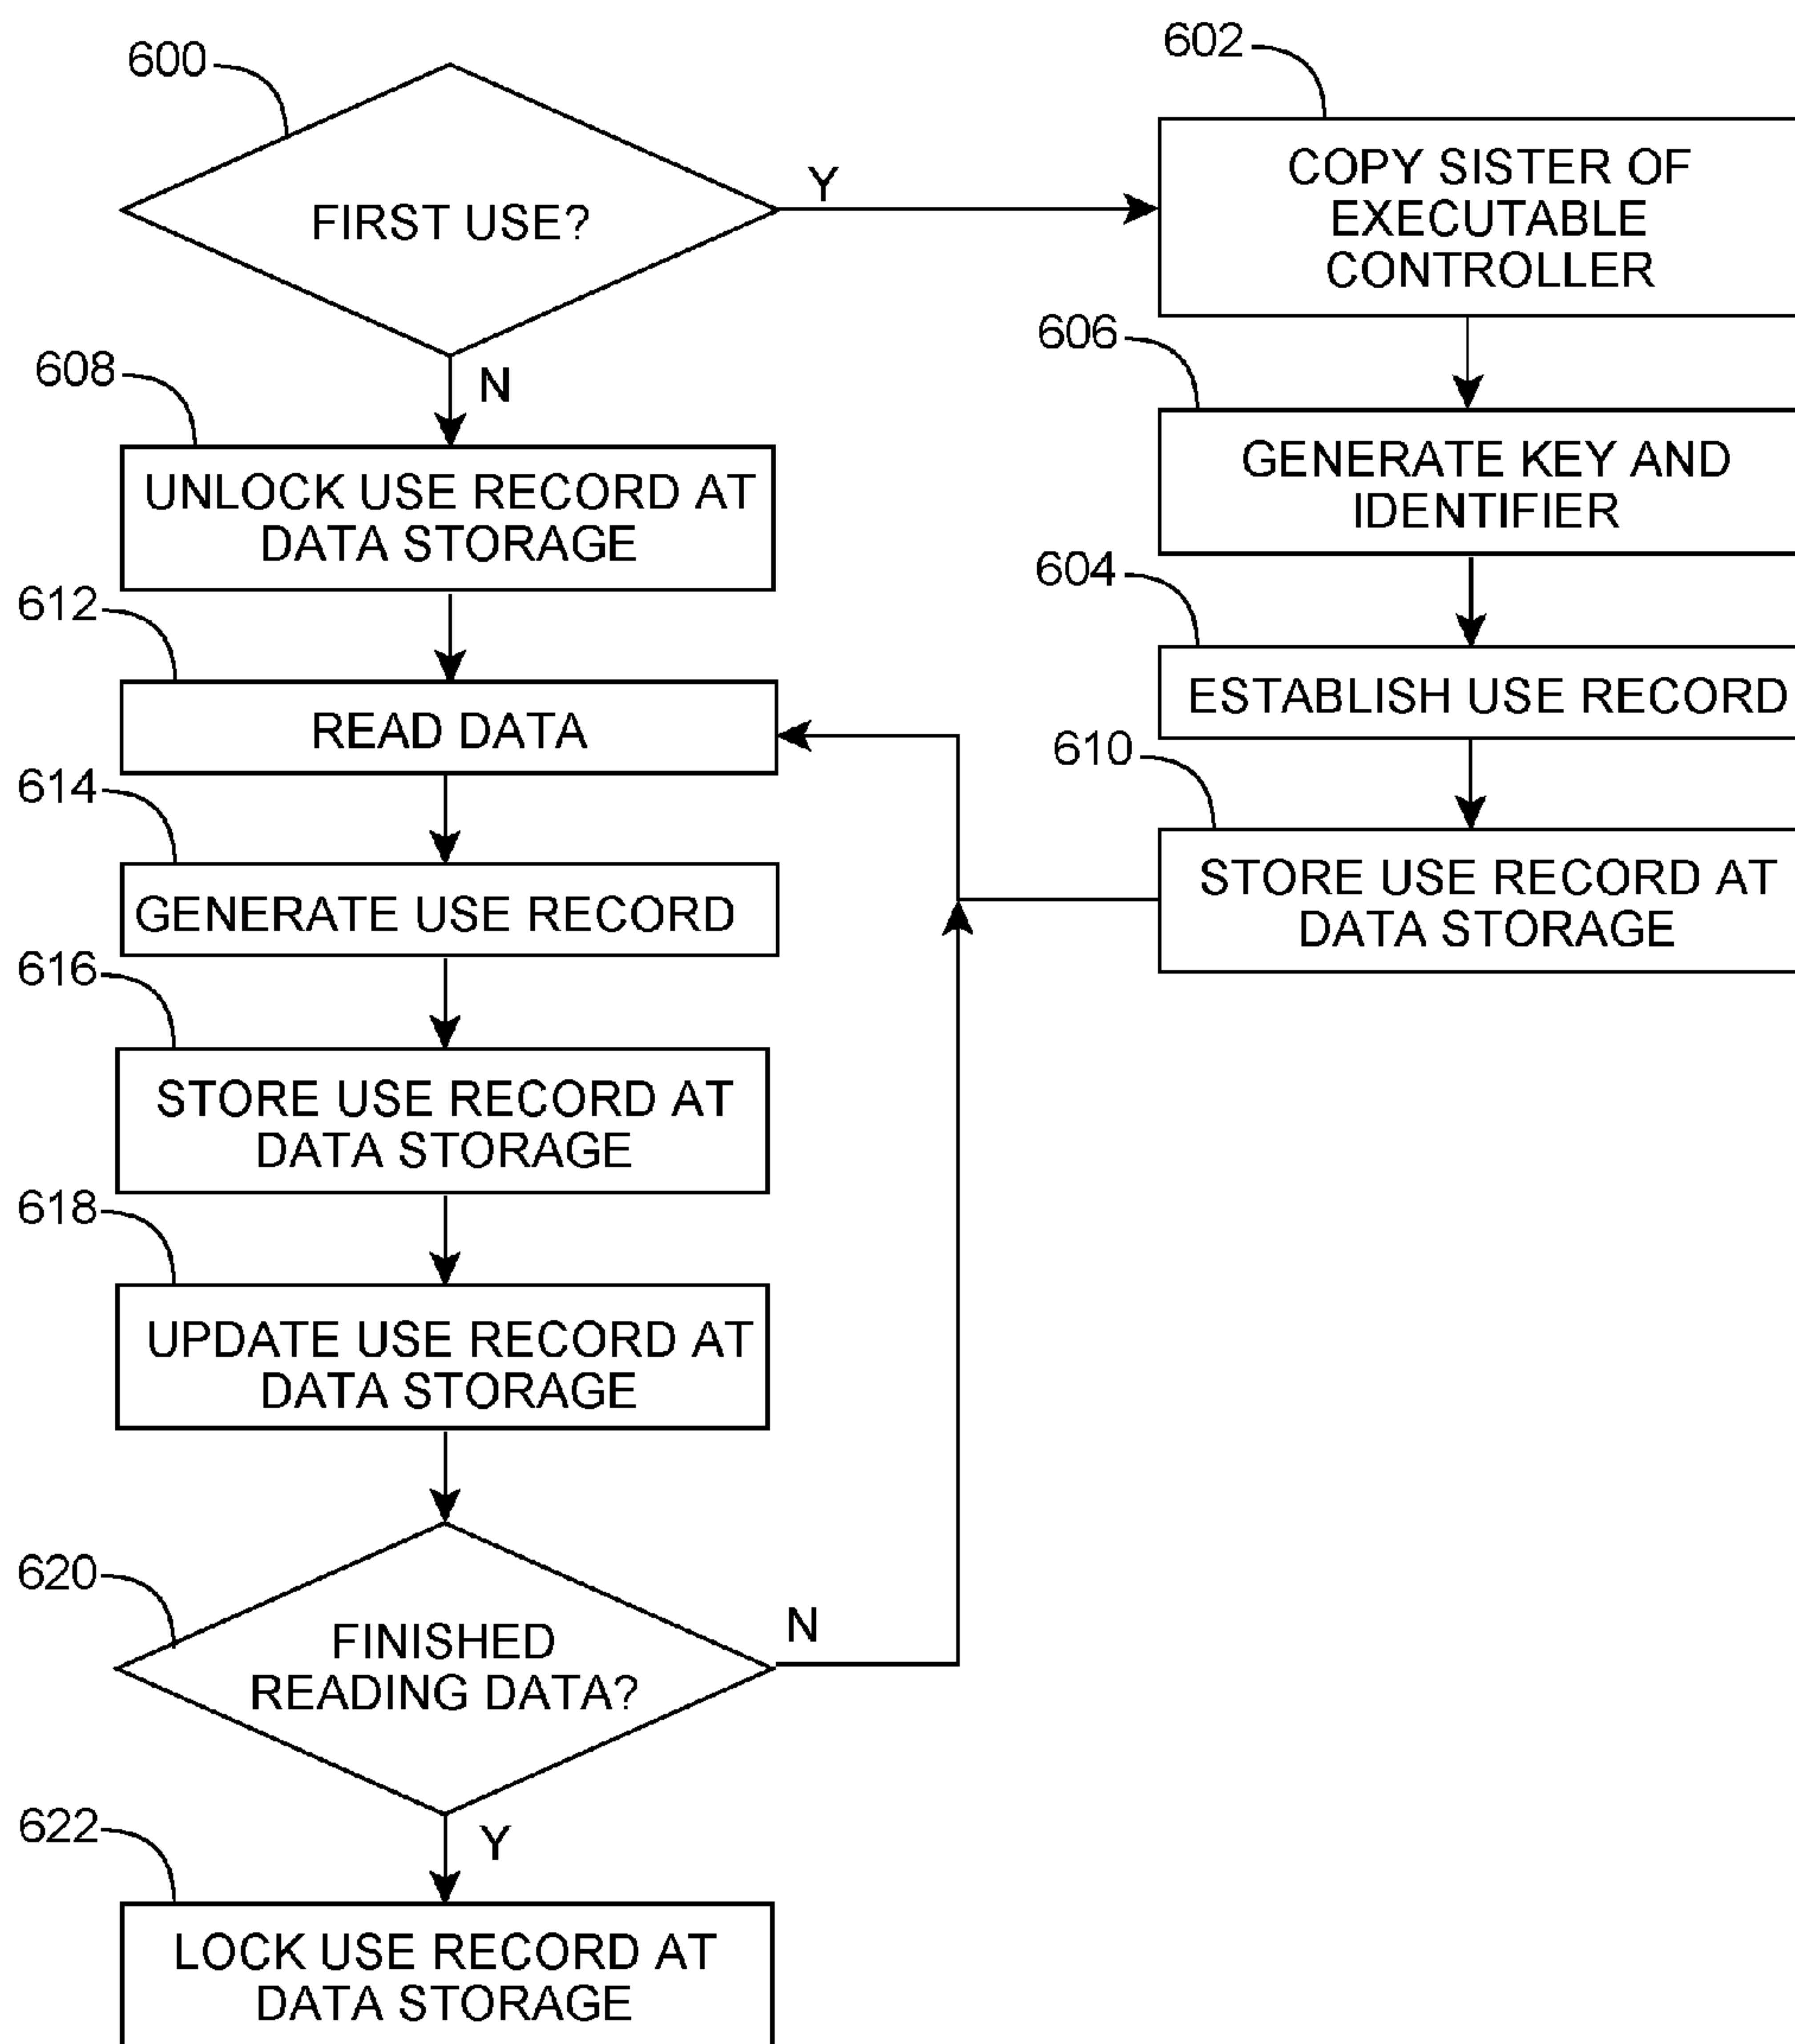 600
FIRST USE?
Y
N
602
COPY SISTER OF
EXECUTABLE
CONTROLLER
606
GENERATE KEY AND
IDENTIFIER
604
ESTABLISH USE RECORD
610
STORE USE RECORD AT
DATA STORAGE
608
UNLOCK USE RECORD AT
DATA STORAGE
612
READ DATA
614
GENERATE USE RECORD
616
STORE USE RECORD AT
DATA STORAGE
618
UPDATE USE RECORD AT
DATA STORAGE
620
FINISHED
READING DATA?
N
Y
622
LOCK USE RECORD AT
DATA STORAGE